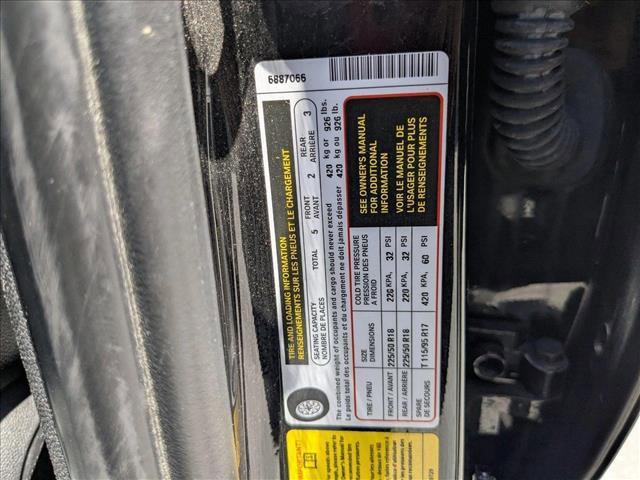 6887066
TIRE AND LOADING INFORMATION
RENSEIGNEMENTS SUR LES PNEUS ET LE CHARGEMENT
SEATING CAPACITY TOTAL 5 FRONT 2 REAR 3
NOMBRE DE PLACES AVANT ARRIÈRE
The combined weight of occupants and cargo should never exceed 420 kg or 926 lbs.
Le poids total des occupants et du chargement ne doit jamais dépasser 420 kg ou 926 lb.
TIRE / PNEU SIZE COLD TIRE PRESSURE
DIMENSIONS PRESSION DES PNEUS
A FROID
FRONT / AVANT 225/50 R18 220 KPA, 32 PSI
REAR / ARRIÈRE 225/50 R18 220 KPA, 32 PSI
SPARE T 115/95 R17 420 KPA, 60 PSI
DE SECOURS
SEE OWNER'S MANUAL
FOR ADDITIONAL
INFORMATION
VOIR LE MANUEL DE
L'USAGER POUR PLUS
DE RENSEIGNEMENTS